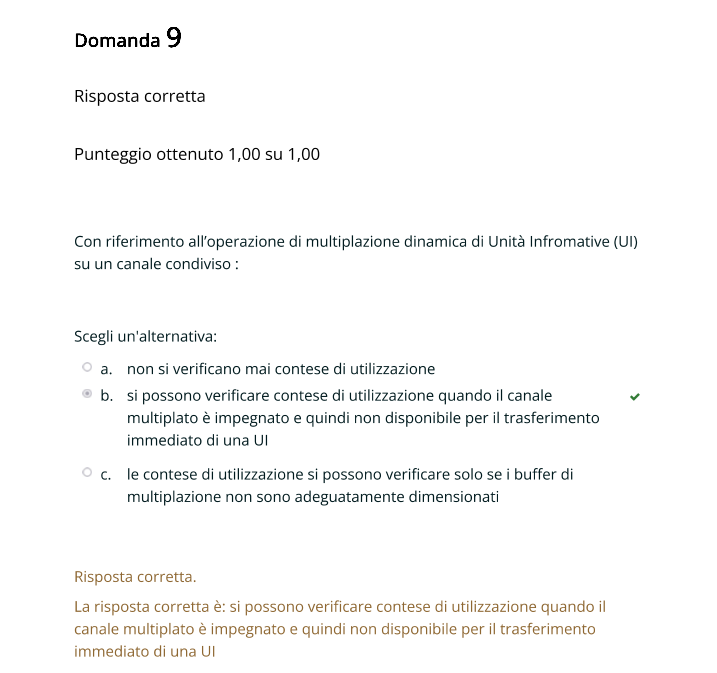 Domanda 9
Risposta corretta
Punteggio ottenuto 1,00 su 1,00
Con riferimento all’operazione di multiplazione dinamica di Unità Infromative (UI)
su un canale condiviso :
Scegli un'alternativa:
a. non si verificano mai contese di utilizzazione
b. si possono verificare contese di utilizzazione quando il canale
multiplato è impegnato e quindi non disponibile per il trasferimento
immediato di una UI
c. le contese di utilizzazione si possono verificare solo se i buffer di
multiplazione non sono adeguatamente dimensionati
Risposta corretta.
La risposta corretta è: si possono verificare contese di utilizzazione quando il
canale multiplato è impegnato e quindi non disponibile per il trasferimento
immediato di una UI